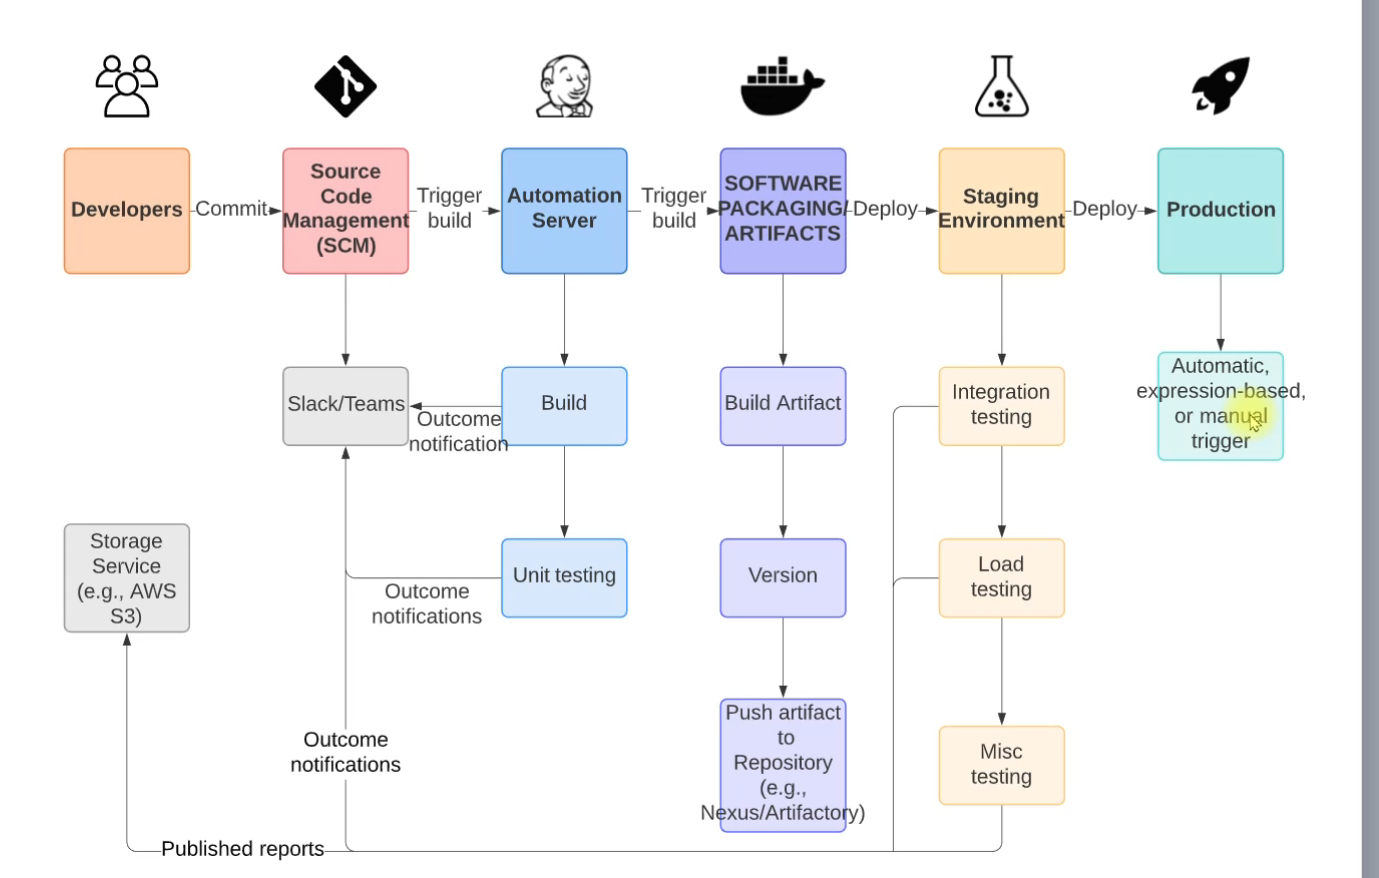 Developers
Commit
Source
Code
Management
(SCM)
Trigger
build
Automation
Server
Trigger
build
SOFTWARE
PACKAGING/
ARTIFACTS
Deploy
Staging
Environment
Deploy
Production
Slack/Teams
Outcome
notification
Build
Build Artifact
Integration
testing
Automatic,
expression-based,
or manual
trigger
Storage
Service
(e.g., AWS
S3)
Outcome
notifications
Unit testing
Version
Load
testing
Outcome
notifications
Push artifact
to
Repository
(e.g.,
Nexus/Artifactory)
Misc
testing
Published reports